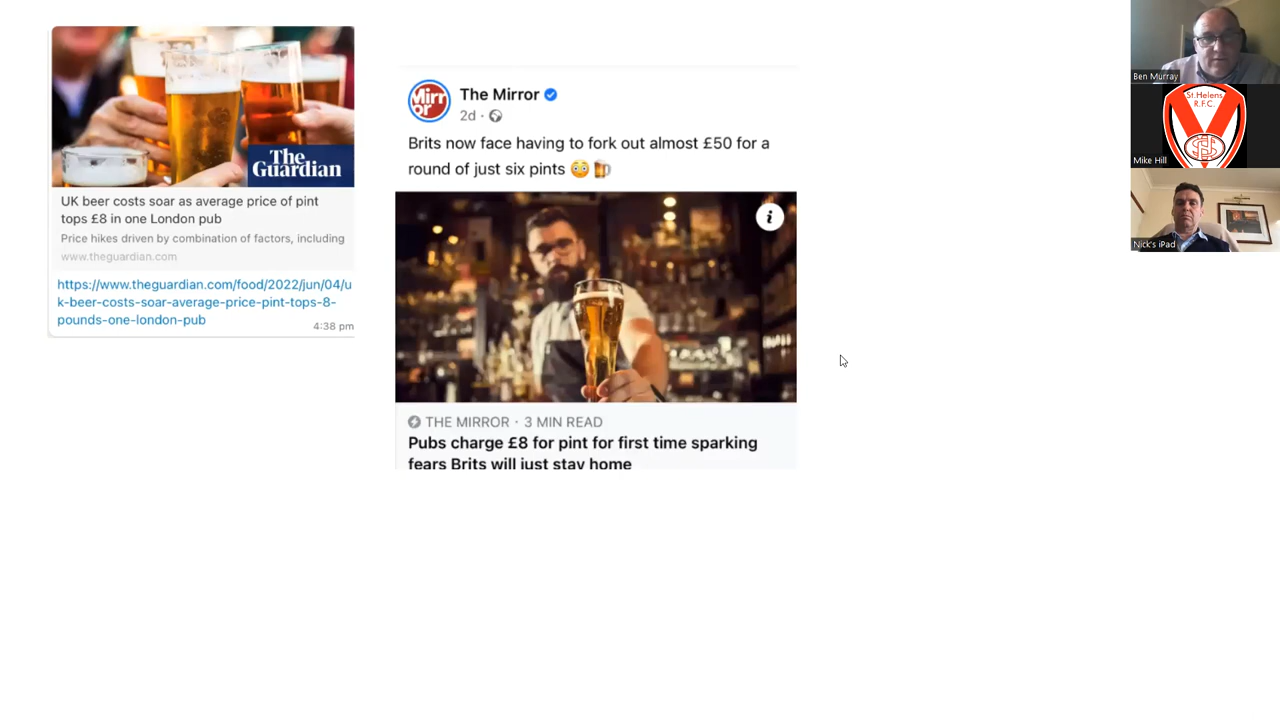 The
Guardian
UK beer costs soar as average price of pint
tops £8 in one London pub
Price hikes driven by combination of factors, including
www.theguardian.com
https://www.theguardian.com/food/2022/jun/04/u
k-beer-costs-soar-average-price-pint-tops-8-
pounds-one-london-pub
4:38 pm
Mirr
or
The Mirror
2d ·
Brits now face having to fork out almost £50 for a
round of just six pints 😳🍺
i
THE MIRROR · 3 MIN READ
Pubs charge £8 for pint for first time sparking
fears Brits will just stay home
Ben Murray
St.Helens
R.F.C.
Mike Hill
Nick's iPad